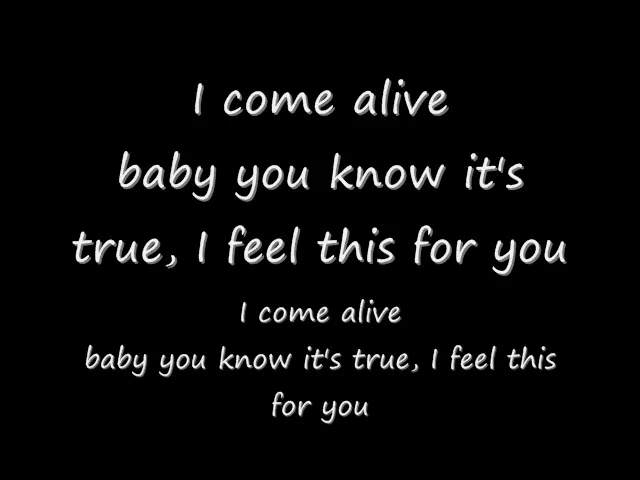 I come alive
baby you know it's
true, I feel this for you
I come alive
baby you know it's true, I feel this
for you